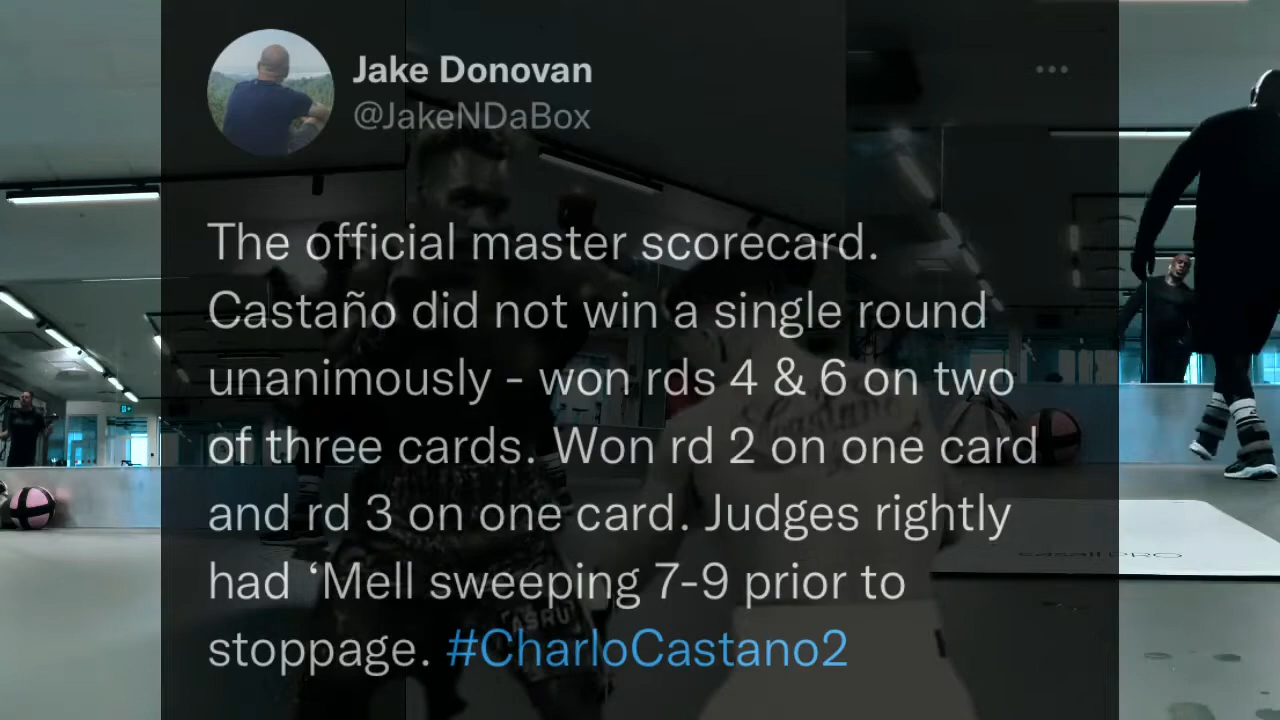 Jake Donovan
@JakeNDaBox
The official master scorecard.
Castaño did not win a single round
unanimously - won rds 4 & 6 on two
of three cards. Won rd 2 on one card
and rd 3 on one card. Judges rightly
had ‘Mell sweeping 7-9 prior to
stoppage. #CharloCastano2